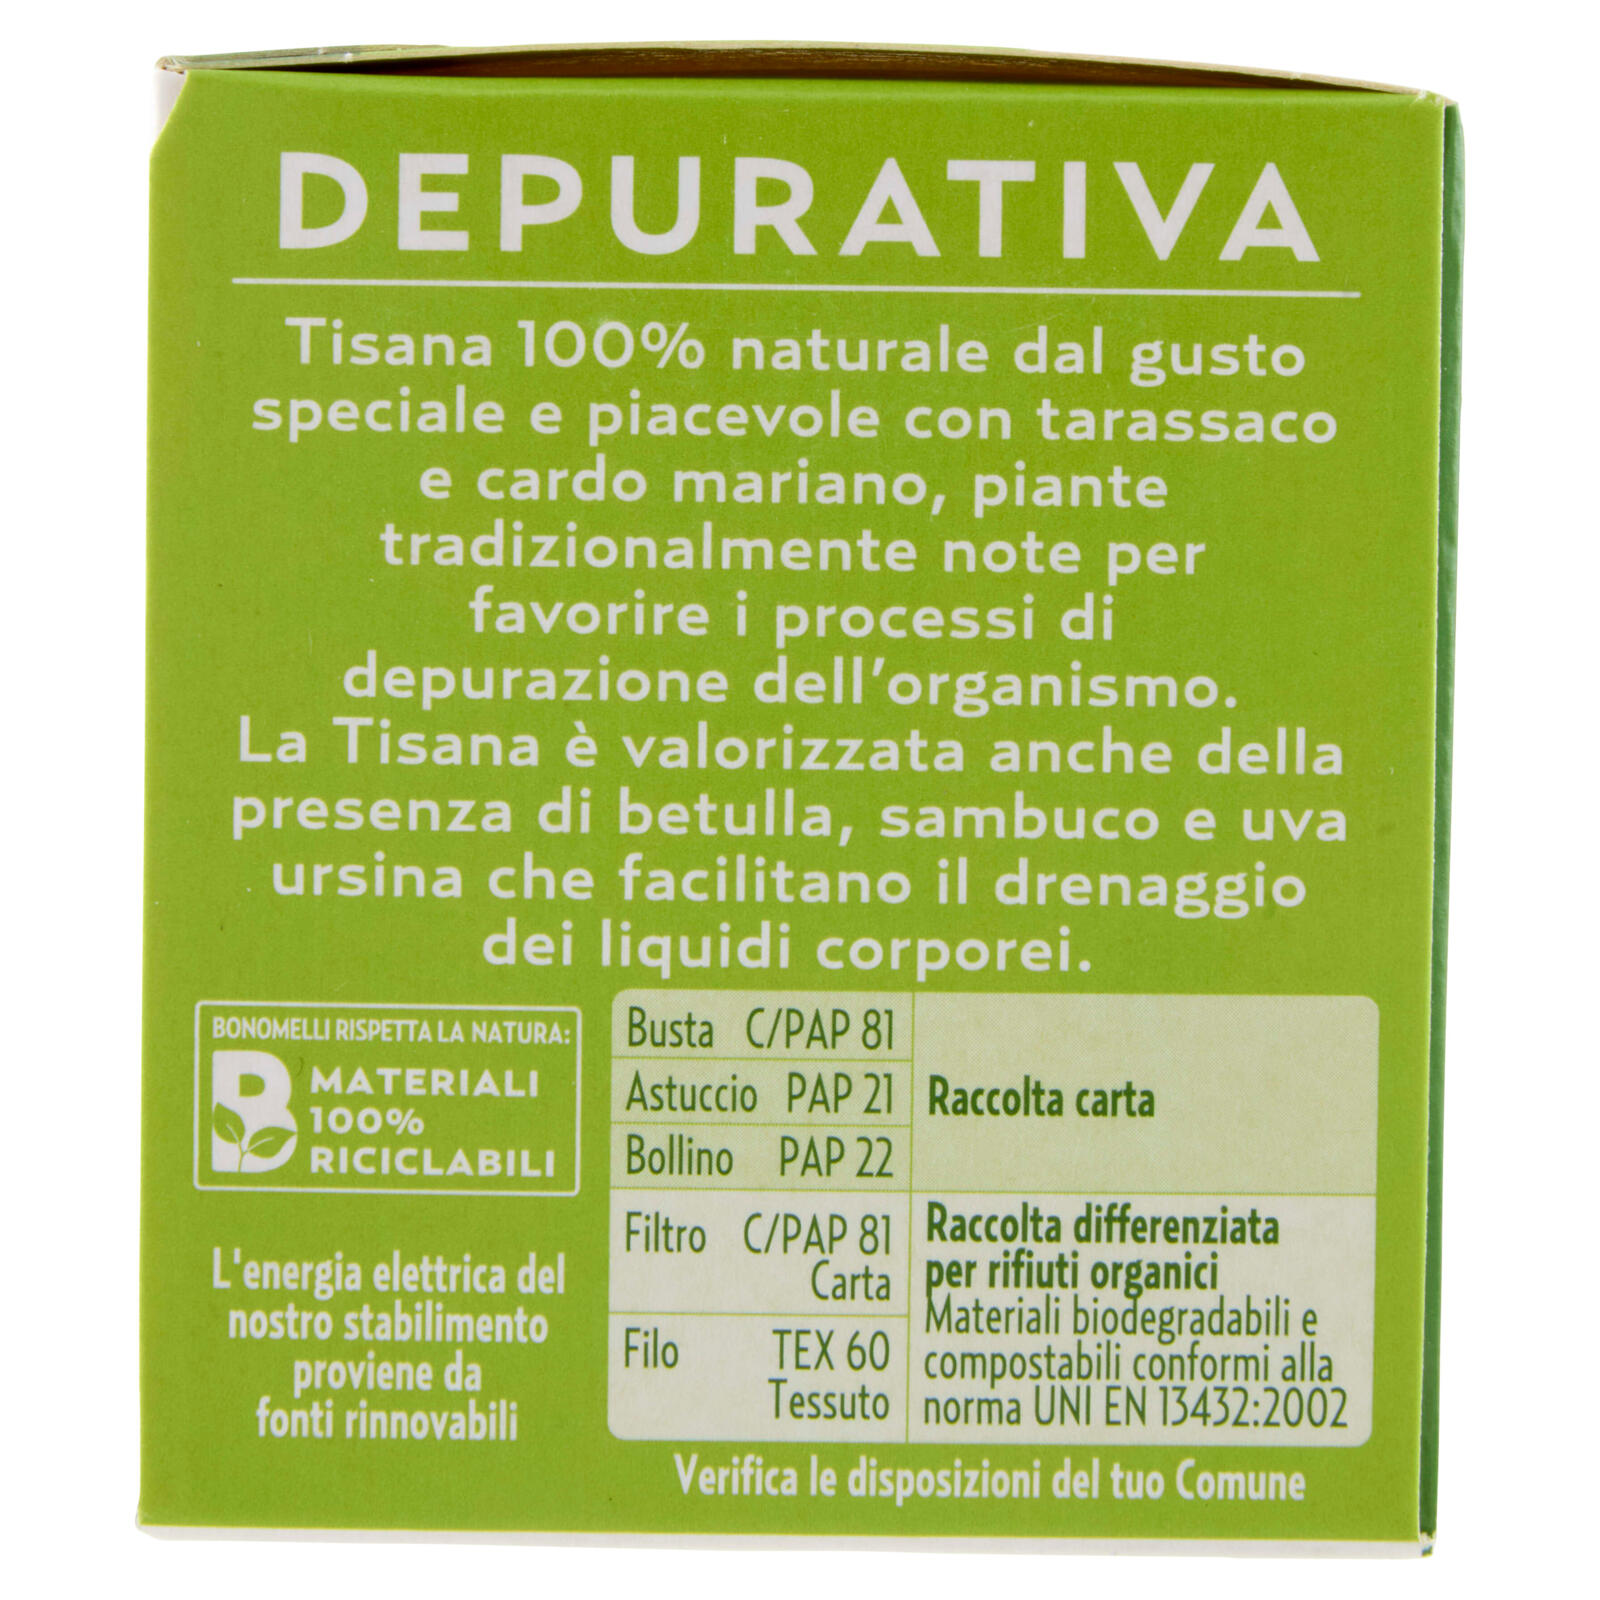 DEPURATIVA
Tisana 100% naturale dal gusto
speciale e piacevole con tarassaco
e cardo mariano, piante
tradizionalmente note per
favorire i processi di
depurazione dell'organismo.
La Tisana è valorizzata anche della
presenza di betulla, sambuco e uva
ursina che facilitano il drenaggio
dei liquidi corporei.
BONOMELLI RISPETTA LA NATURA:
B
MATERIALI
100%
RICICLABILI
L'energia elettrica del
nostro stabilimento
proviene da
fonti rinnovabili
Busta C/PAP 81
Astuccio PAP 21
Bollino PAP 22
Raccolta carta
Filtro C/PAP 81
Carta
Filo TEX 60
Tessuto
Raccolta differenziata
per rifiuti organici
Materiali biodegradabili e
compostabili conformi alla
norma UNI EN 13432:2002
Verifica le disposizioni del tuo Comune